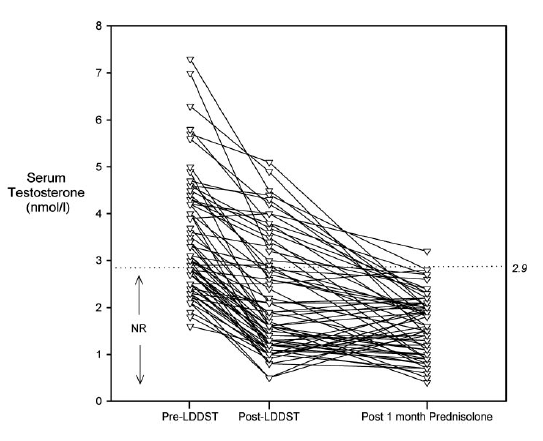 8
7
6
5
4
3
2
1
0
Serum
Testosterone
(nmol/l)
2.9
NR
Pre-LDDST Post-LDDST Post 1 month Prednisolone